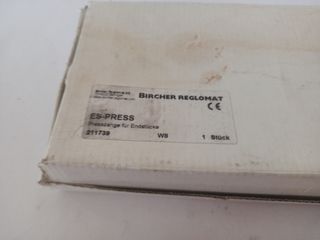 BIRCHER REGLOMAT
CE
ES-PRESS
Presszange für Endstücke
211739 WS 1 Stück